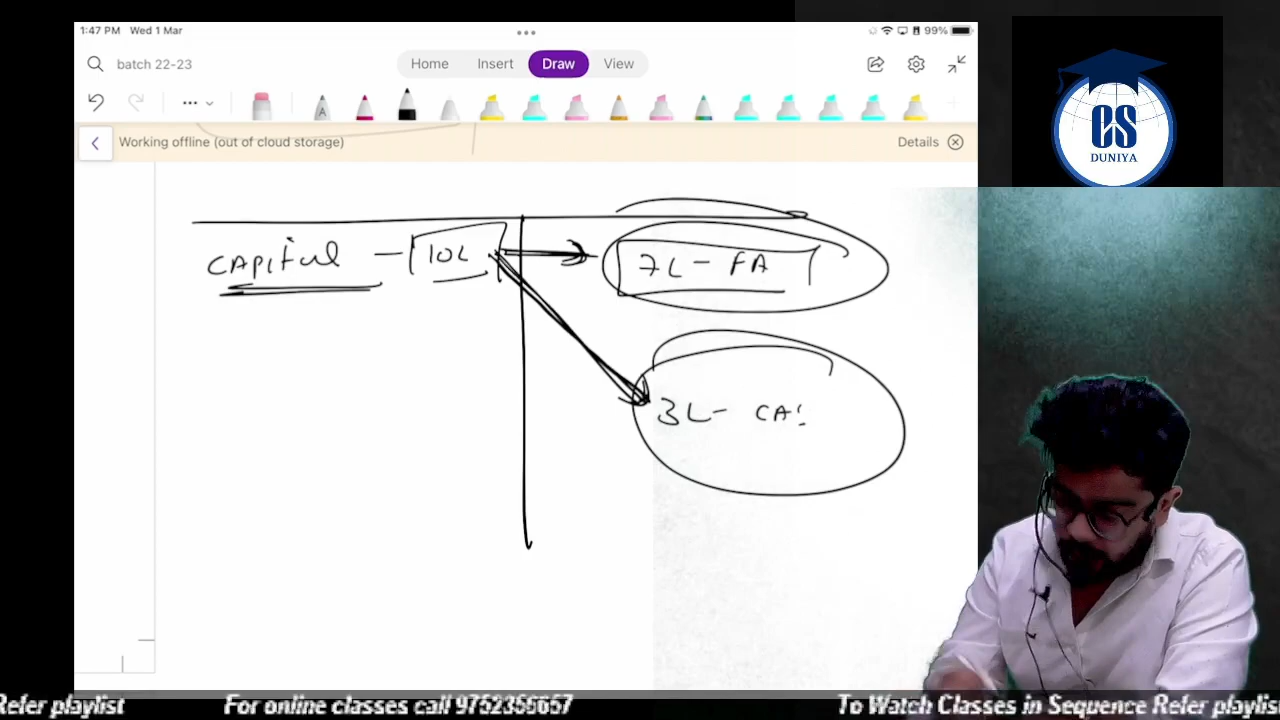 1:47 PM Wed 1 Mar
99%
batch 22-23
Home Insert Draw View
A
Working offline (out of cloud storage)
Details
CS
DUNIYA
CAPital - 10L
7L - FA
3L - CA
Refer playlist
For online classes call 9752356657
To Watch Classes in Sequence Refer playlis